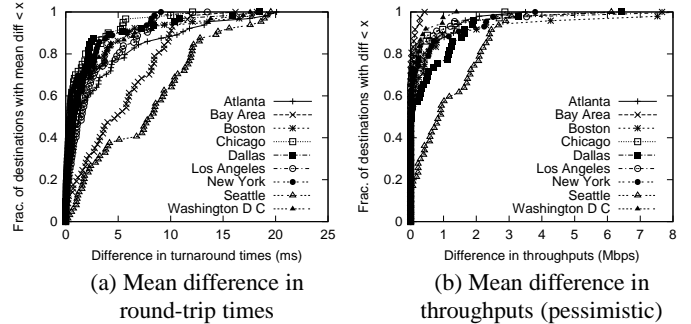 Frac. of destinations with mean diff < x
1
0.8
0.6
0.4
0.2
0
0
5
10
15
20
25
Difference in turnaround times (ms)
Atlanta
Bay Area
Boston
Chicago
Dallas
Los Angeles
New York
Seattle
Washington D C
(a) Mean difference in
round-trip times
Frac. of destinations with diff < x
1
0.8
0.6
0.4
0.2
0
0
1
2
3
4
5
6
7
8
Difference in throughputs (Mbps)
Atlanta
Bay Area
Boston
Chicago
Dallas
Los Angeles
New York
Seattle
Washington D C
(b) Mean difference in
throughputs (pessimistic)